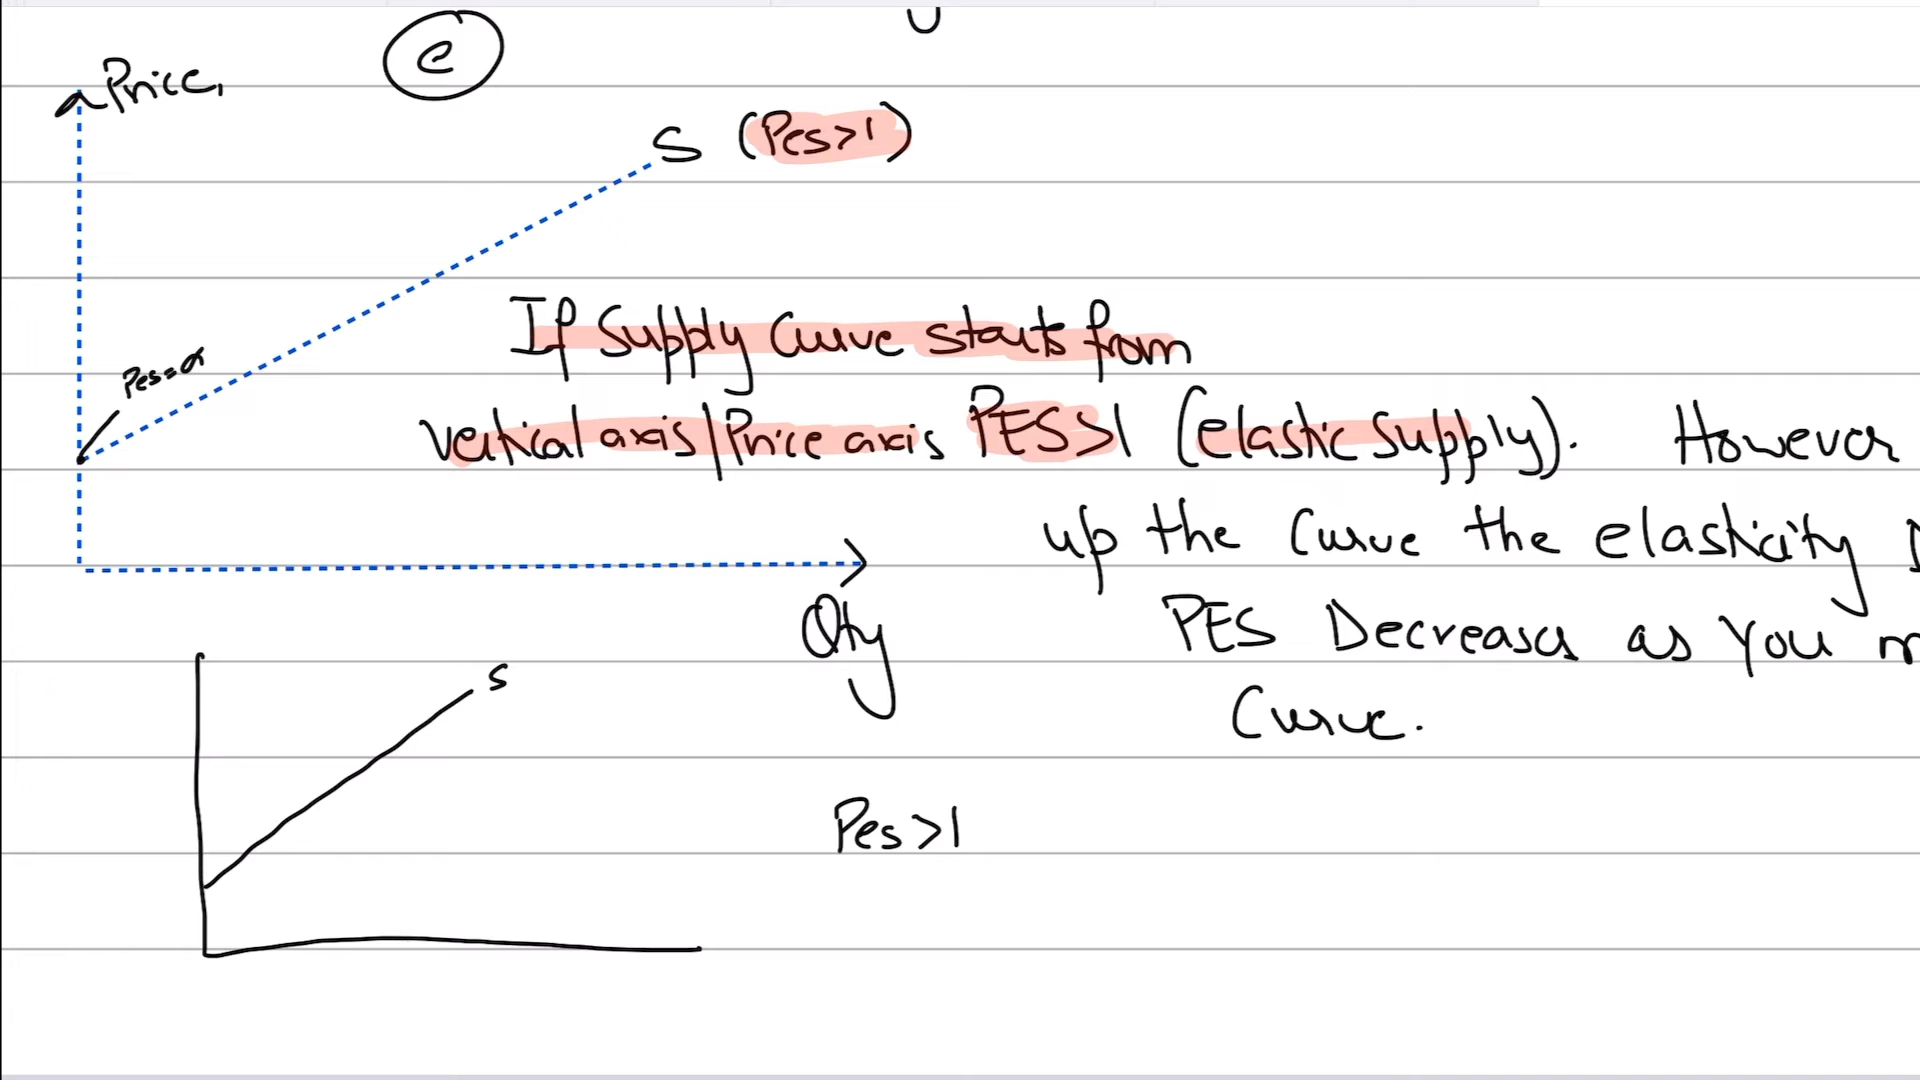 e
Price
S (Pes>1)
Pes=∝
If Supply Curve starts from
vertical axis/Price axis PES>1 (elastic supply). However
up the curve the elasticity
Qty
PES Decreases as you
Curve.
S
Pes>1